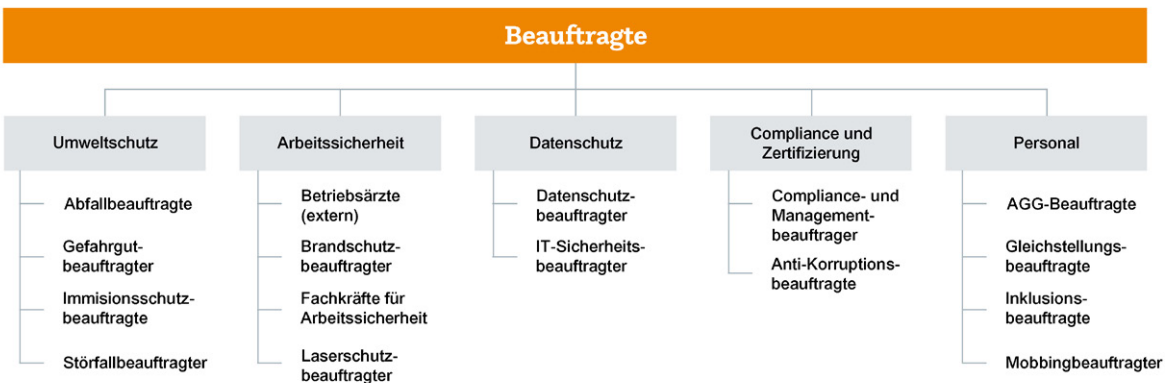 Beauftragte
Umweltschutz
Abfallbeauftragte
Gefahrgut-
beauftragter
Immisionsschutz-
beauftragte
Störfallbeauftragter
Arbeitssicherheit
Betriebsärzte
(extern)
Brandschutz-
beauftragter
Fachkräfte für
Arbeitssicherheit
Laserschutz-
beauftragter
Datenschutz
Datenschutz-
beauftragter
IT-Sicherheits-
beauftragter
Compliance und
Zertifizierung
Compliance- und
Management-
beauftrager
Anti-Korruptions-
beauftragte
Personal
AGG-Beauftragte
Gleichstellungs-
beauftragte
Inklusions-
beauftragte
Mobbingbeauftragter